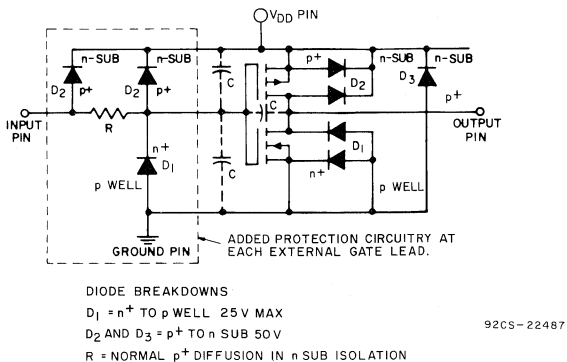 VDD PIN
n-SUB
n-SUB
p+
n-SUB
n-SUB
D2
p+
D2
p+
C
D2
D3
p+
C
INPUT
PIN
R
OUTPUT
PIN
n+
D1
p WELL
C
D1
n+
p WELL
GROUND PIN
ADDED PROTECTION CIRCUITRY AT
EACH EXTERNAL GATE LEAD.
DIODE BREAKDOWNS
D1 = n+ TO p WELL 25 V MAX
D2 AND D3 = p+ TO n SUB 50 V
R = NORMAL p+ DIFFUSION IN n SUB ISOLATION
92CS-22487